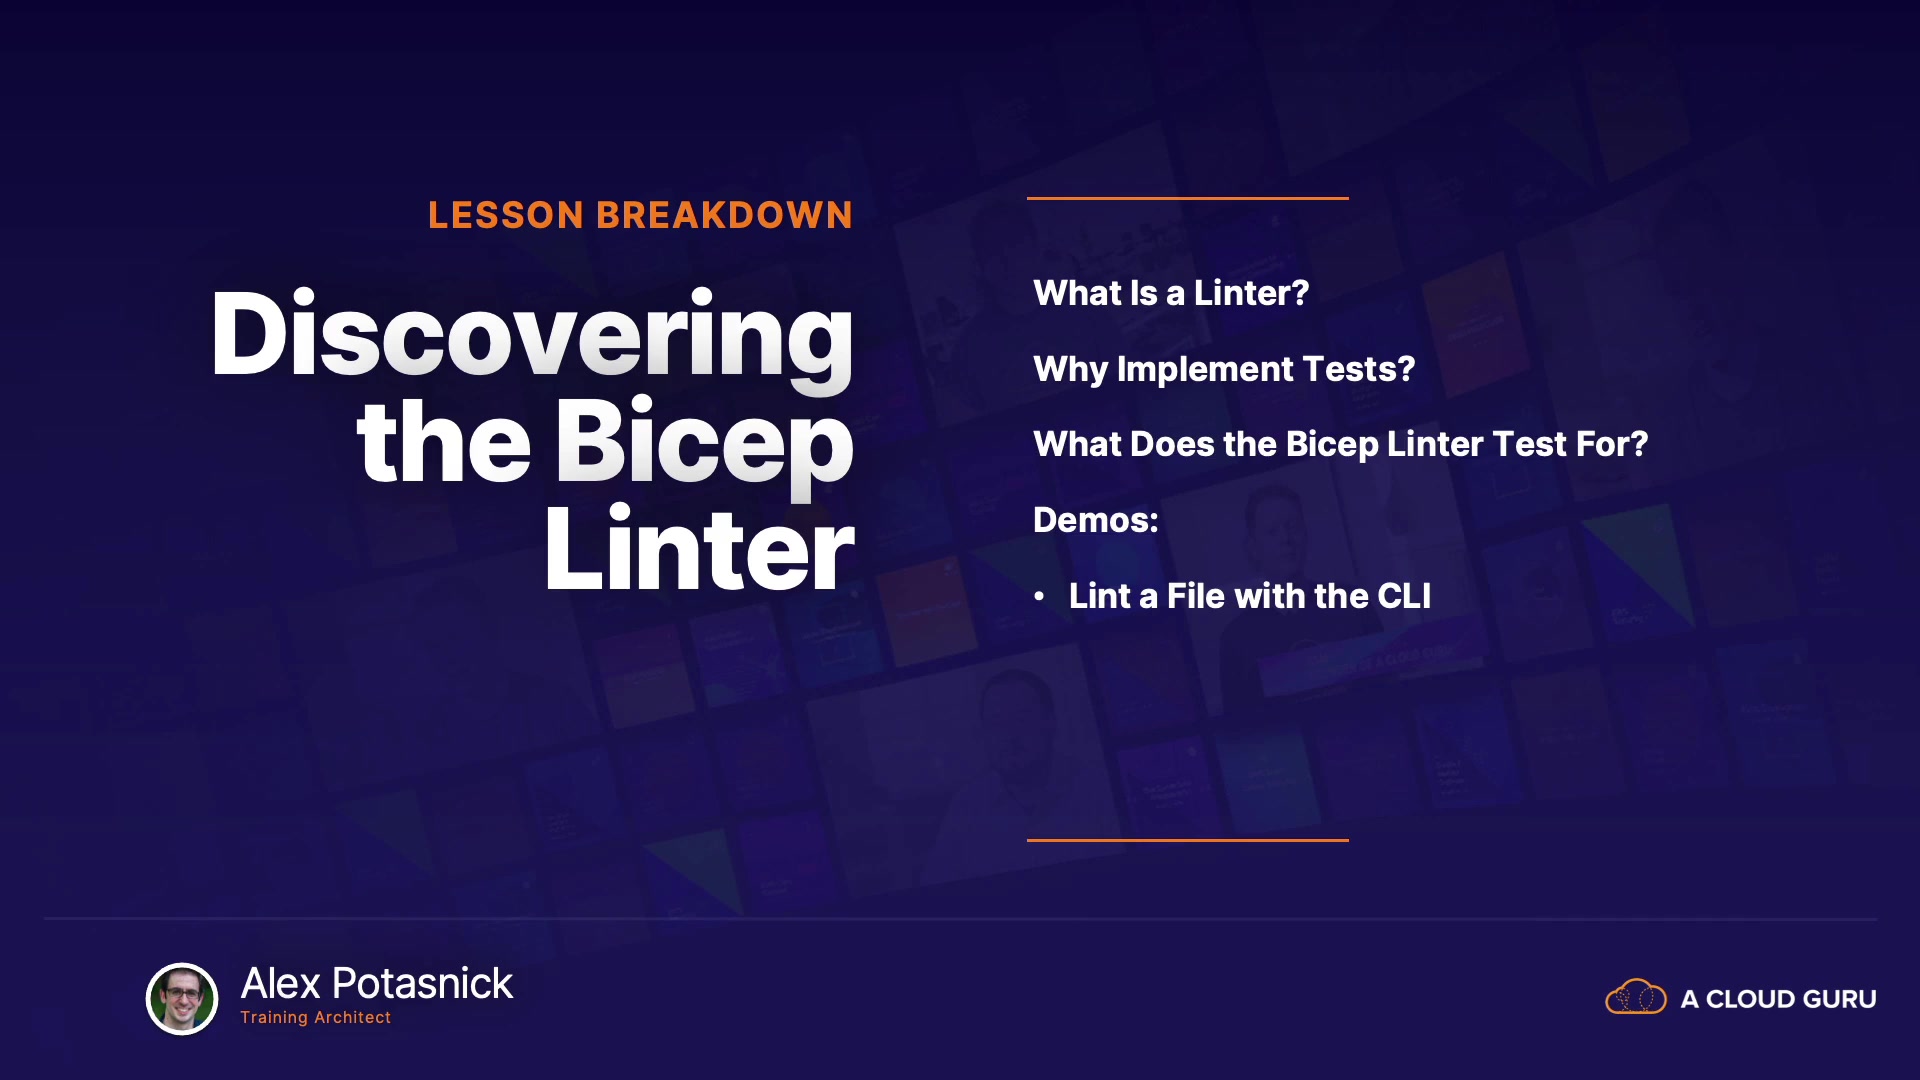 LESSON BREAKDOWN
Discovering
the Bicep
Linter
What Is a Linter?
Why Implement Tests?
What Does the Bicep Linter Test For?
Demos:
• Lint a File with the CLI
Alex Potasnick
Training Architect
A CLOUD GURU